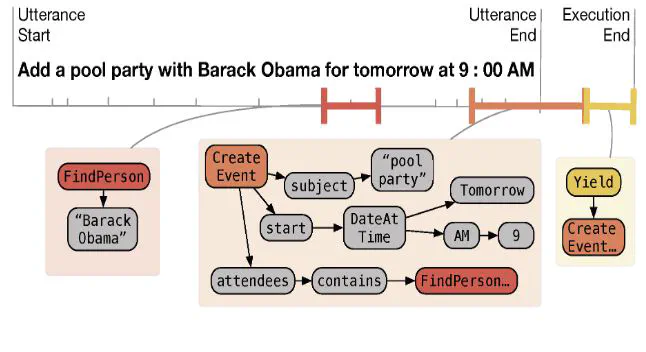 Utterance
Start
Utterance
End
Execution
End
Add a pool party with Barack Obama for tomorrow at 9 : 00 AM
FindPerson
“Barack
Obama”
Create
Event
subject
“pool
party”
start
DateAt
Time
Tomorrow
AM
9
attendees
contains
FindPerson…
Yield
Create
Event…